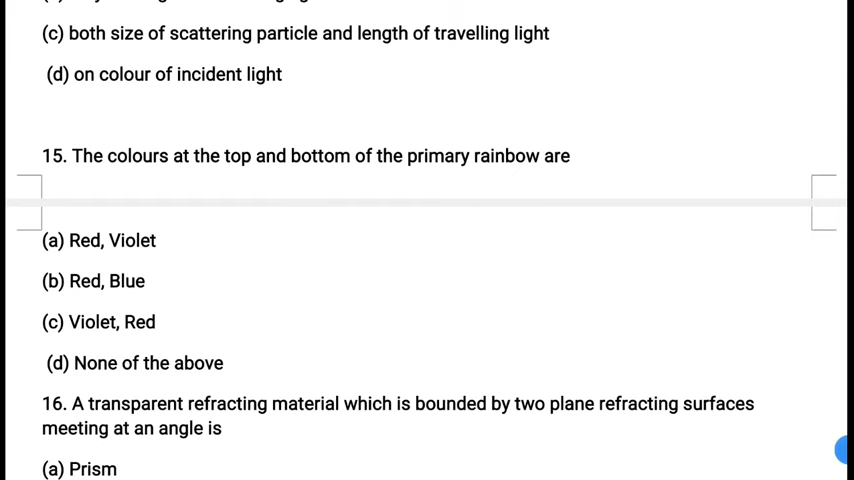 (c) both size of scattering particle and length of travelling light
(d) on colour of incident light
15. The colours at the top and bottom of the primary rainbow are
(a) Red, Violet
(b) Red, Blue
(c) Violet, Red
(d) None of the above
16. A transparent refracting material which is bounded by two plane refracting surfaces
meeting at an angle is
(a) Prism